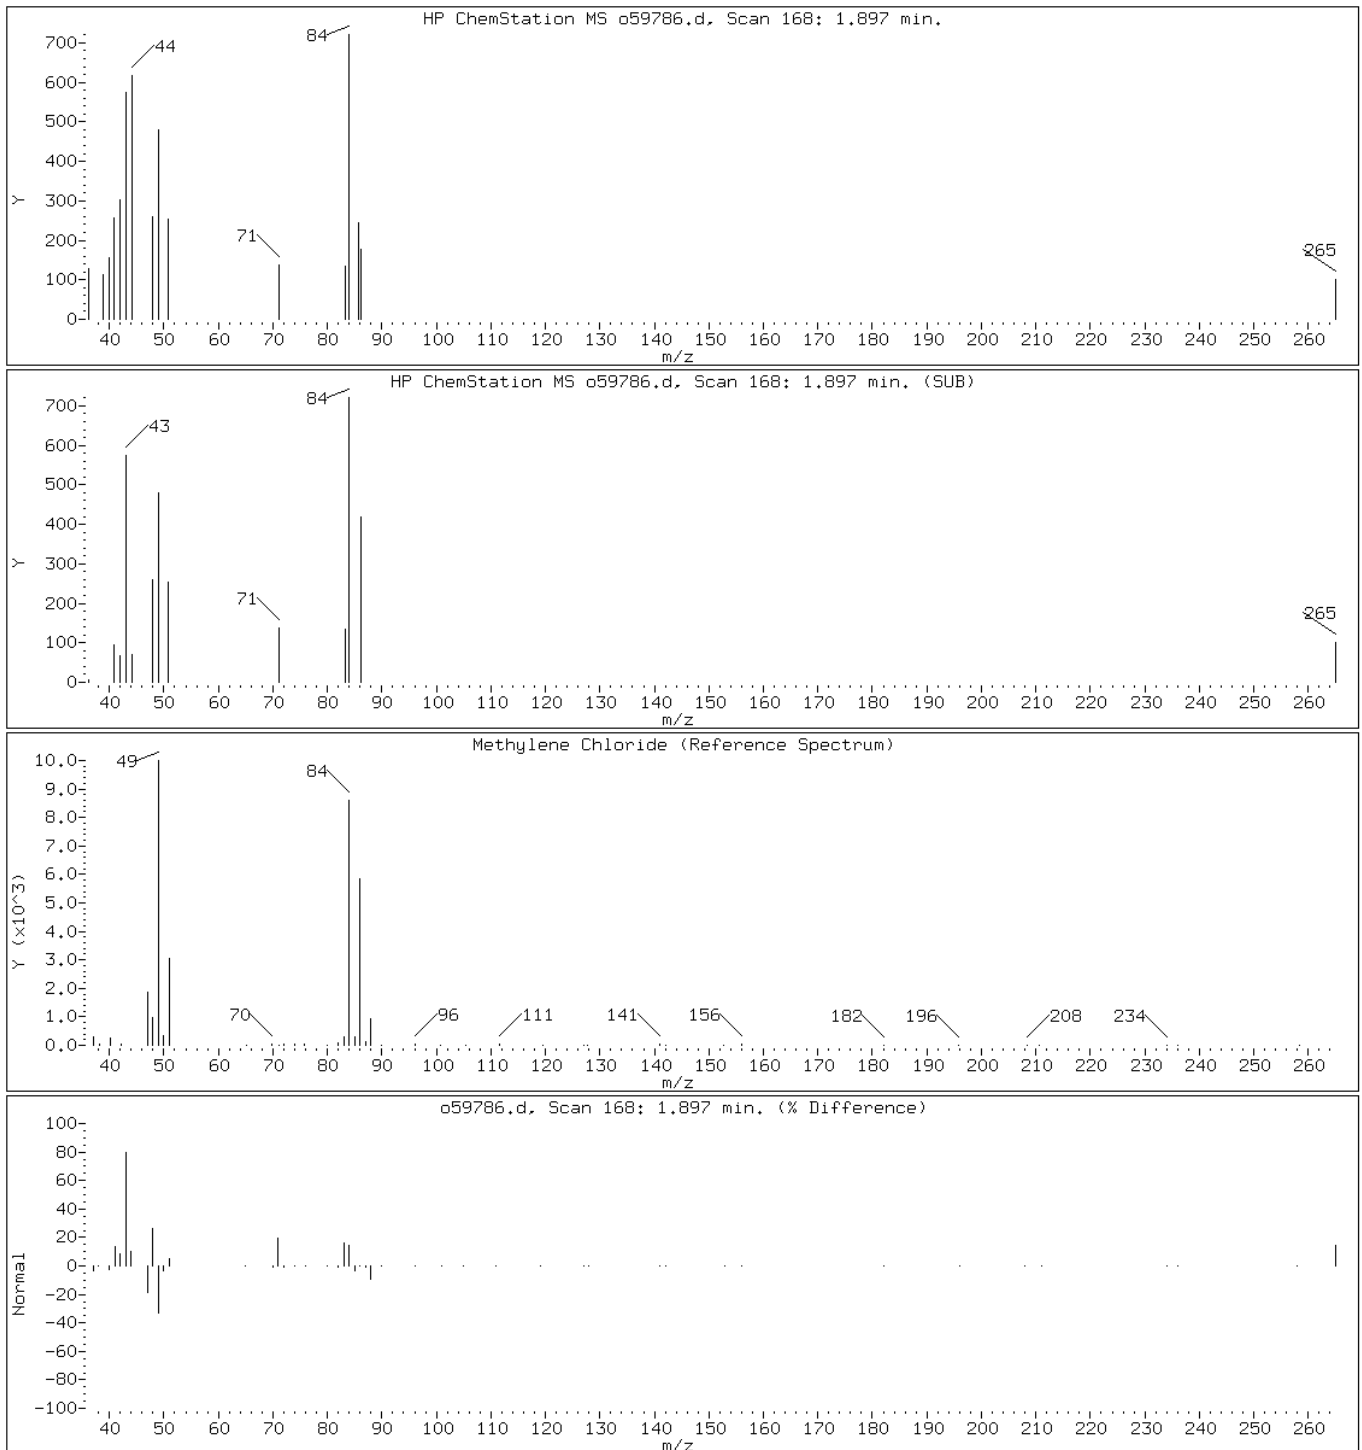 HP ChemStation MS o59786.d, Scan 168: 1.897 min.
84
44
700-
600-
500-
400-
300-
200-
100-
0-
Y
71
265
40 50 60 70 80 90 100 110 120 130 140 150 160 170 180 190 200 210 220 230 240 250 260
m/z
HP ChemStation MS o59786.d, Scan 168: 1.897 min. (SUB)
84
43
700-
600-
500-
400-
300-
200-
100-
0-
Y
71
265
40 50 60 70 80 90 100 110 120 130 140 150 160 170 180 190 200 210 220 230 240 250 260
m/z
Methylene Chloride (Reference Spectrum)
49
84
10.0-
9.0-
8.0-
7.0-
6.0-
5.0-
4.0-
3.0-
2.0-
1.0-
0.0-
Y (x10^3)
70 96 111 141 156 182 196 208 234
40 50 60 70 80 90 100 110 120 130 140 150 160 170 180 190 200 210 220 230 240 250 260
m/z
o59786.d, Scan 168: 1.897 min. (% Difference)
100-
80-
60-
40-
20-
0-
-20-
-40-
-60-
-80-
-100-
Normal
40 50 60 70 80 90 100 110 120 130 140 150 160 170 180 190 200 210 220 230 240 250 260
m/z